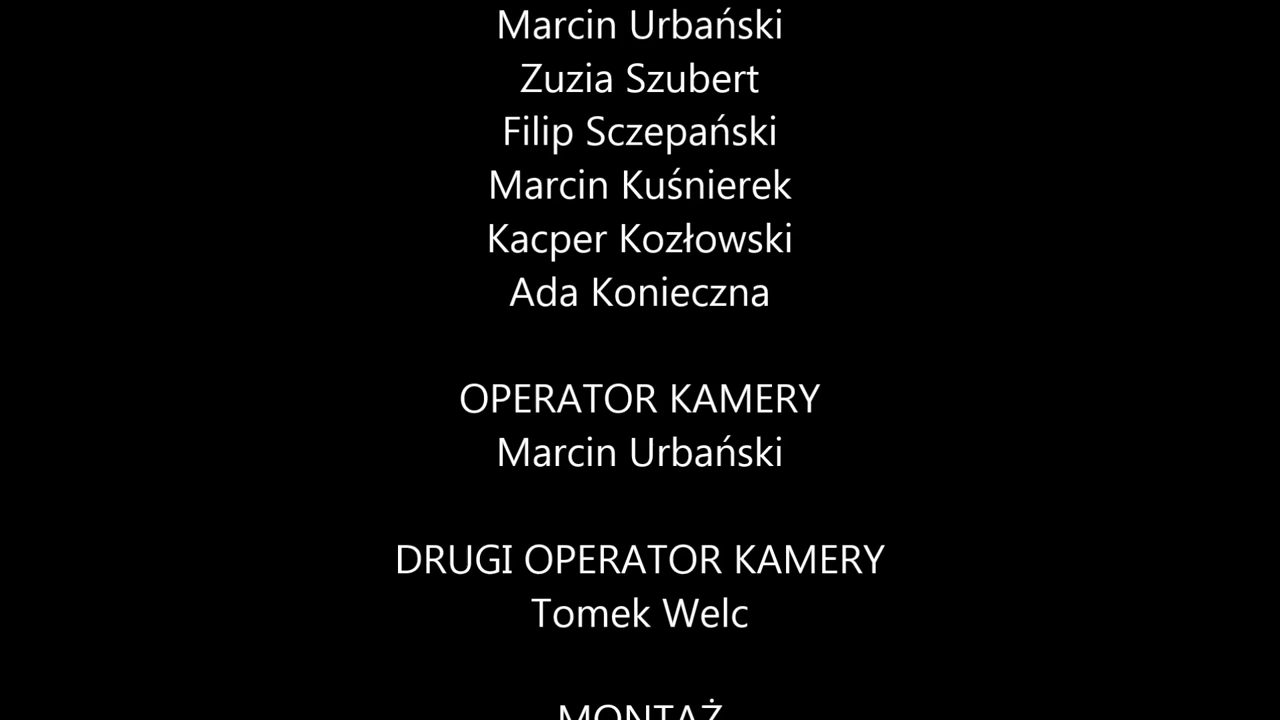 Marcin Urbański
Zuzia Szubert
Filip Sczepański
Marcin Kuśnierek
Kacper Kozłowski
Ada Konieczna
OPERATOR KAMERY
Marcin Urbański
DRUGI OPERATOR KAMERY
Tomek Welc
MONTAŻ